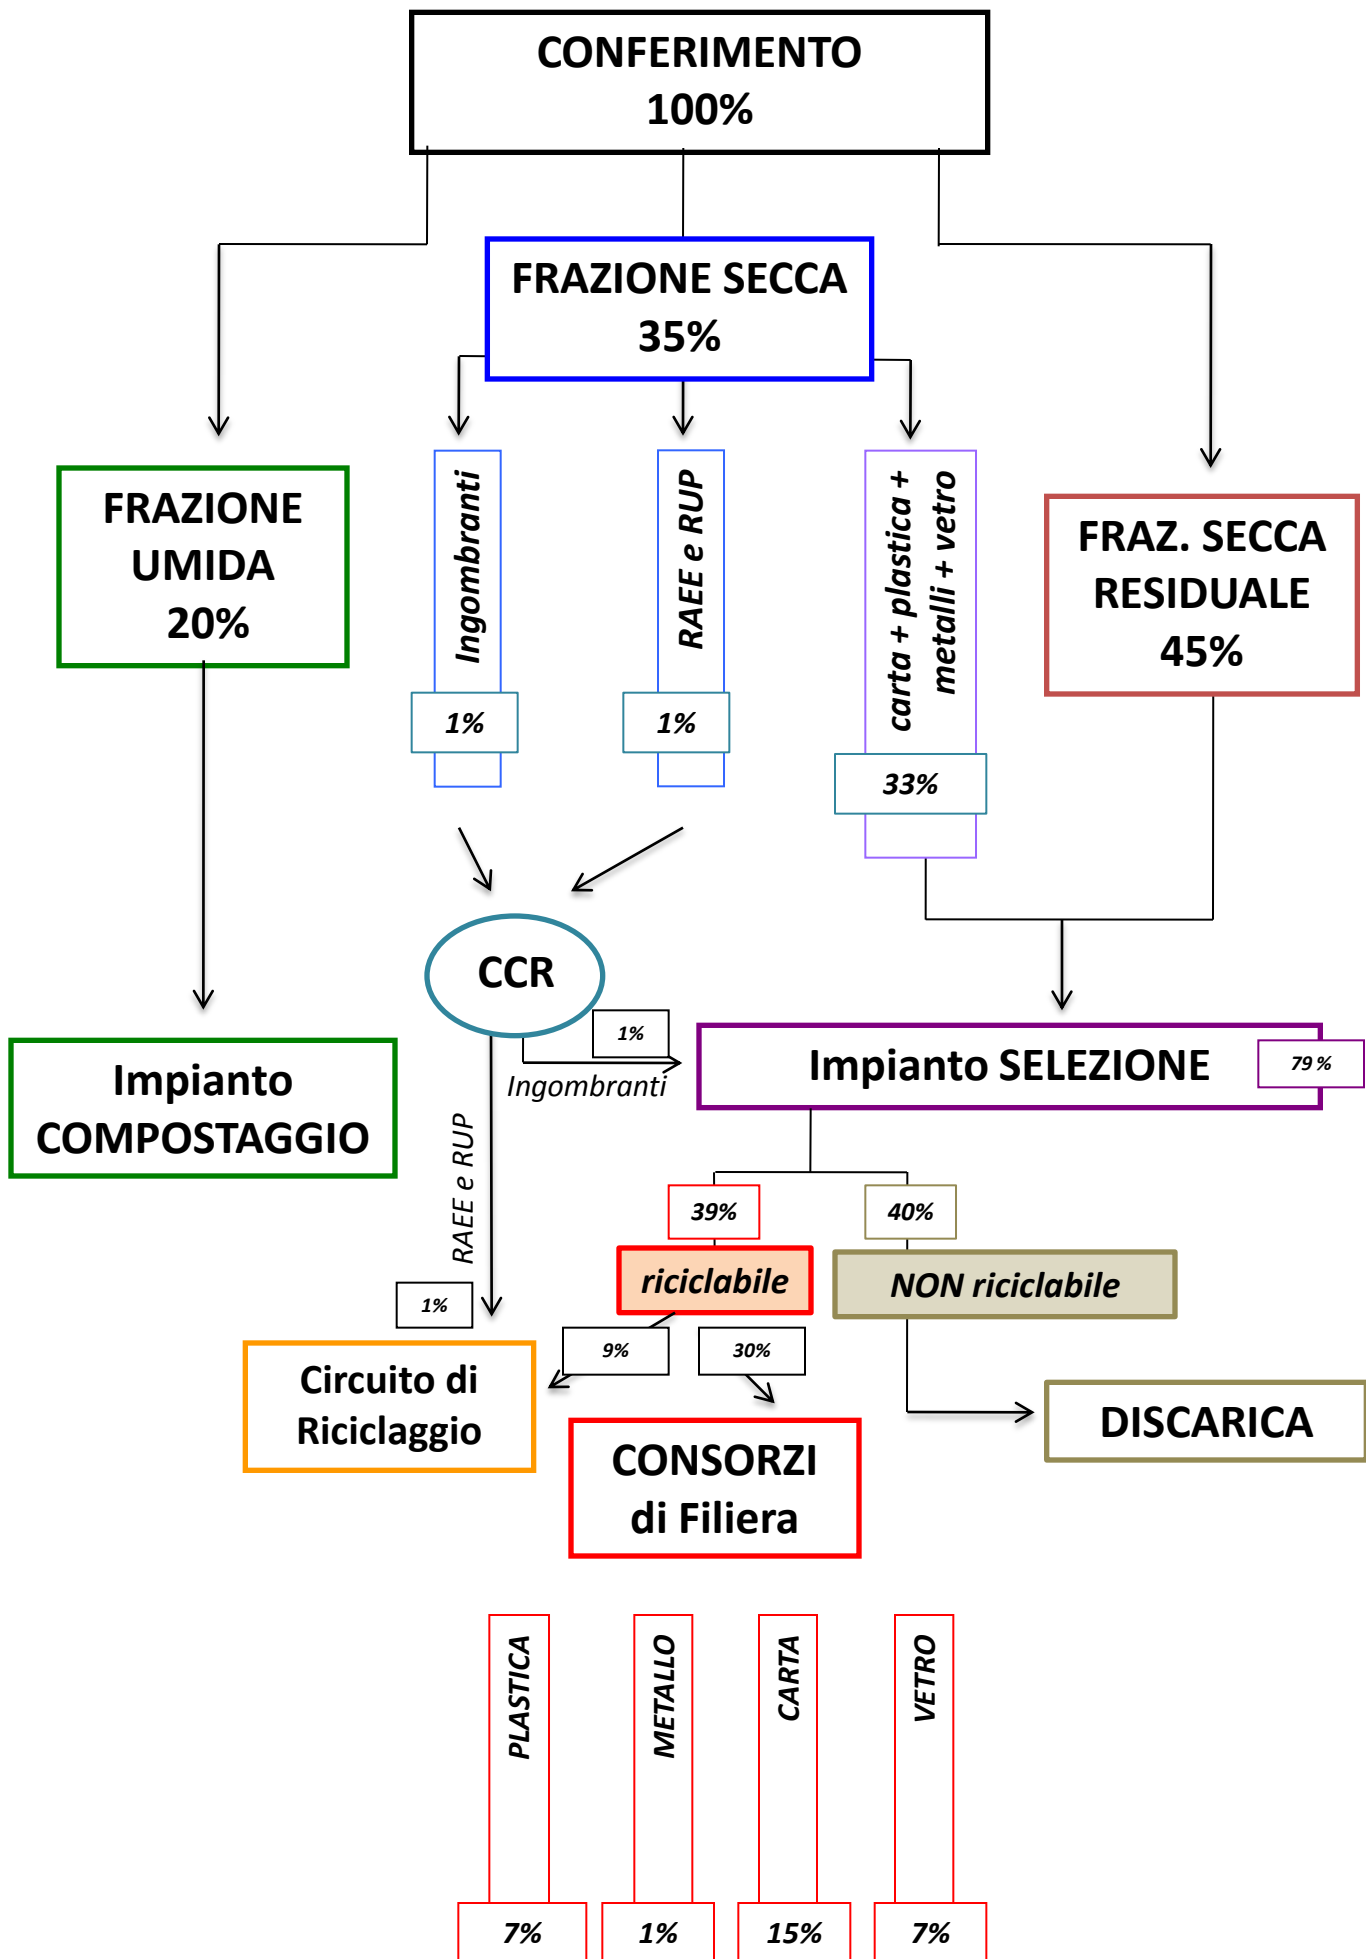 CONFERIMENTO
100%
FRAZIONE SECCA
35%
FRAZIONE
UMIDA
20%
Ingombranti
1%
RAEE e RUP
1%
carta + plastica +
metalli + vetro
33%
FRAZ. SECCA
RESIDUALE
45%
CCR
1%
Ingombranti
Impianto SELEZIONE
79 %
Impianto
COMPOSTAGGIO
RAEE e RUP
1%
39%
40%
riciclabile
NON riciclabile
9%
30%
Circuito di
Riciclaggio
CONSORZI
di Filiera
DISCARICA
PLASTICA
METALLO
CARTA
VETRO
7%
1%
15%
7%